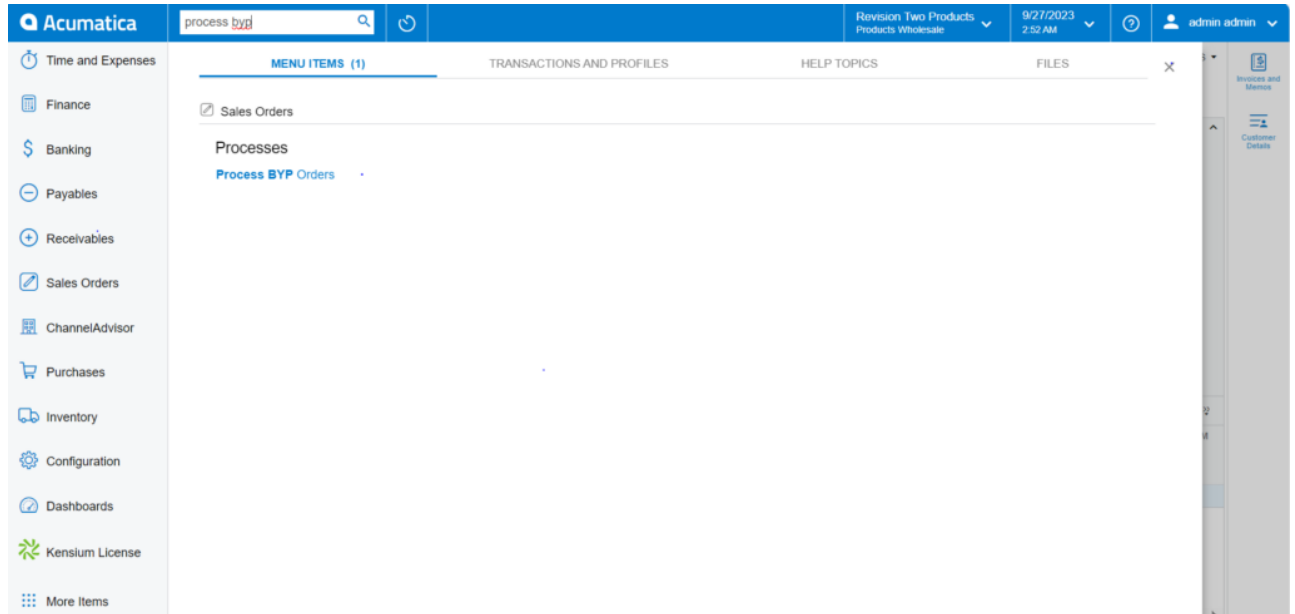 Acumatica
process byp
Revision Two Products
Products Wholesale
9/27/2023
2:52 AM
admin admin
Time and Expenses
Finance
Banking
Payables
Receivables
Sales Orders
ChannelAdvisor
Purchases
Inventory
Configuration
Dashboards
Kensium License
More Items
MENU ITEMS (1)
TRANSACTIONS AND PROFILES
HELP TOPICS
FILES
Sales Orders
Processes
Process BYP Orders
Invoices and
Memos
Customer
Details